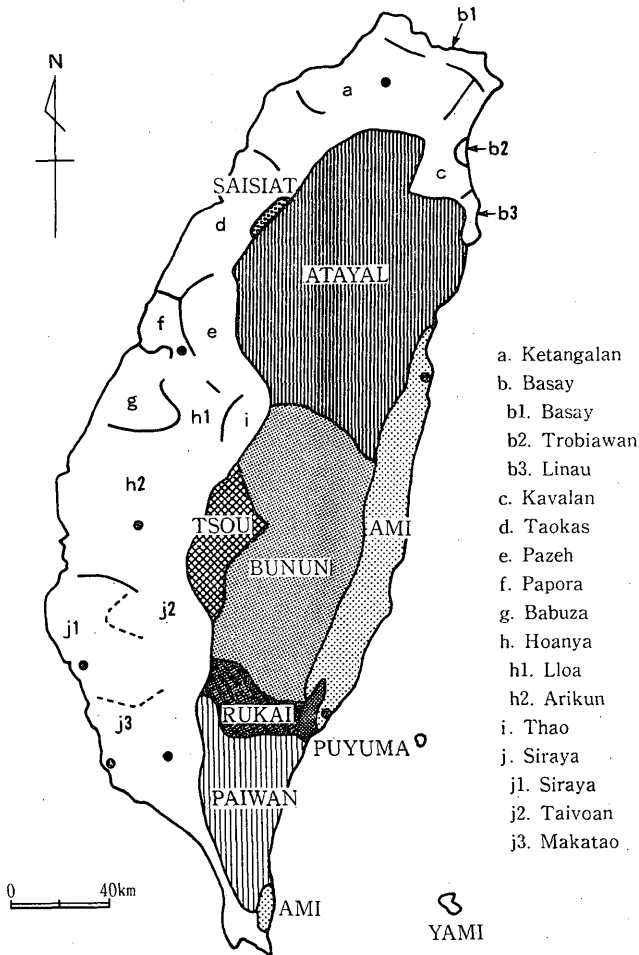 b1
N
a
b2
c
SAISIAT
b3
d
ATAYAL
f
e
g
h1
i
h2
TSOU
AMI
BUNUN
j2
j1
RUKAI
j3
PUYUMA
PAIWAN
0 40km
AMI
YAMI
a. Ketangalan
b. Basay
b1. Basay
b2. Trobiawan
b3. Linau
c. Kavalan
d. Taokas
e. Pazeh
f. Papora
g. Babuza
h. Hoanya
h1. Lloa
h2. Arikun
i. Thao
j. Siraya
j1. Siraya
j2. Taivoan
j3. Makatao